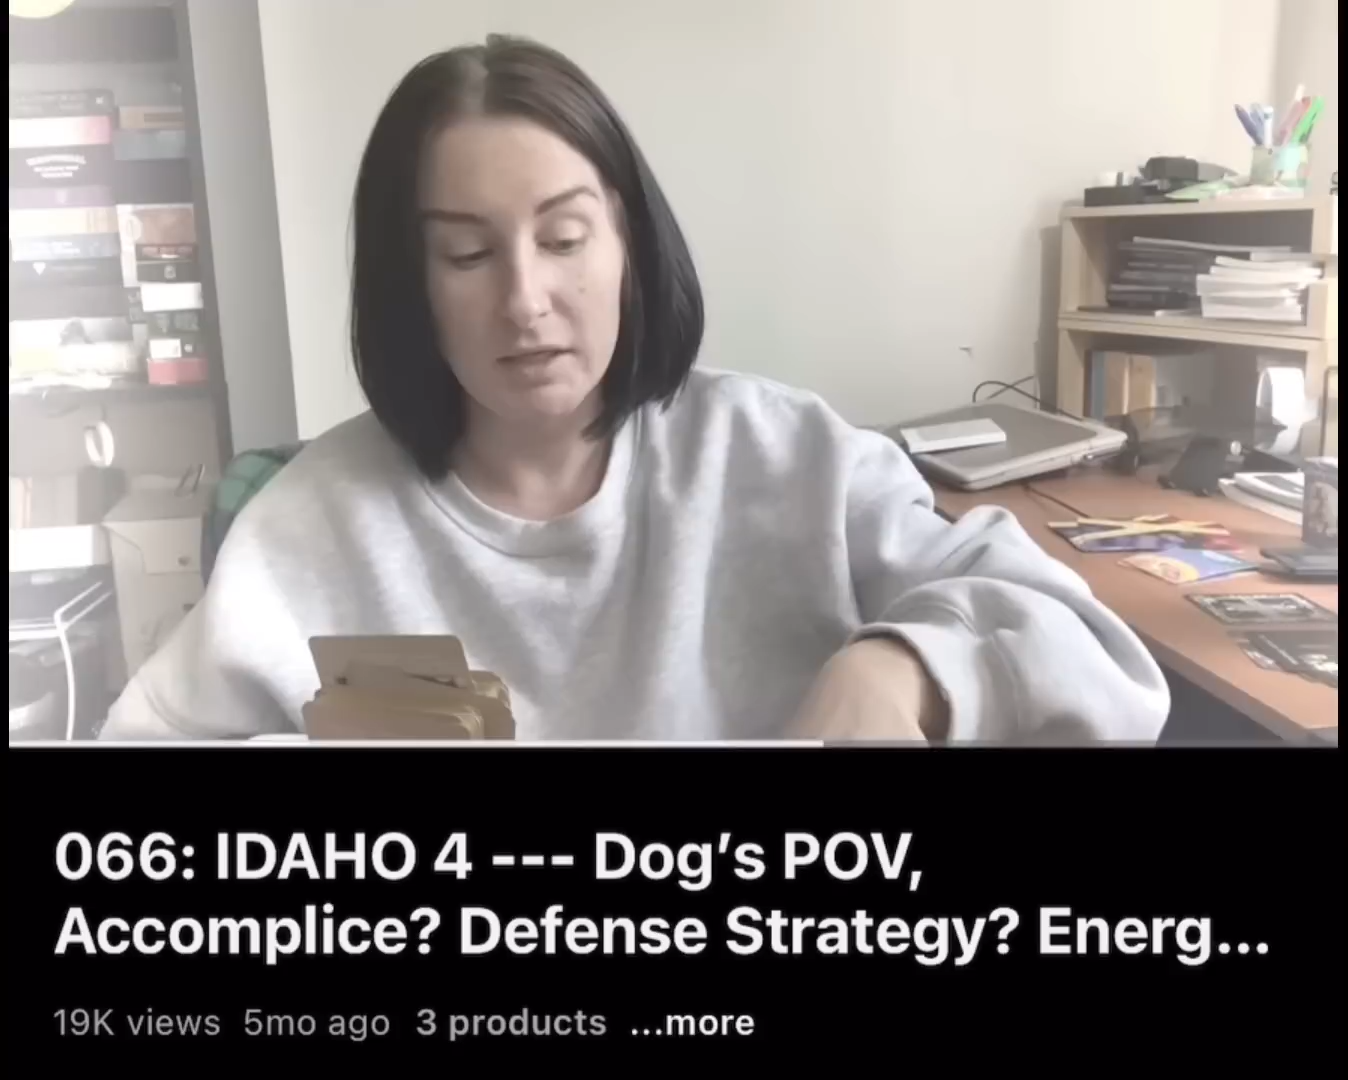 066: IDAHO 4 --- Dog’s POV,
Accomplice? Defense Strategy? Energ...
19K views 5mo ago 3 products ...more